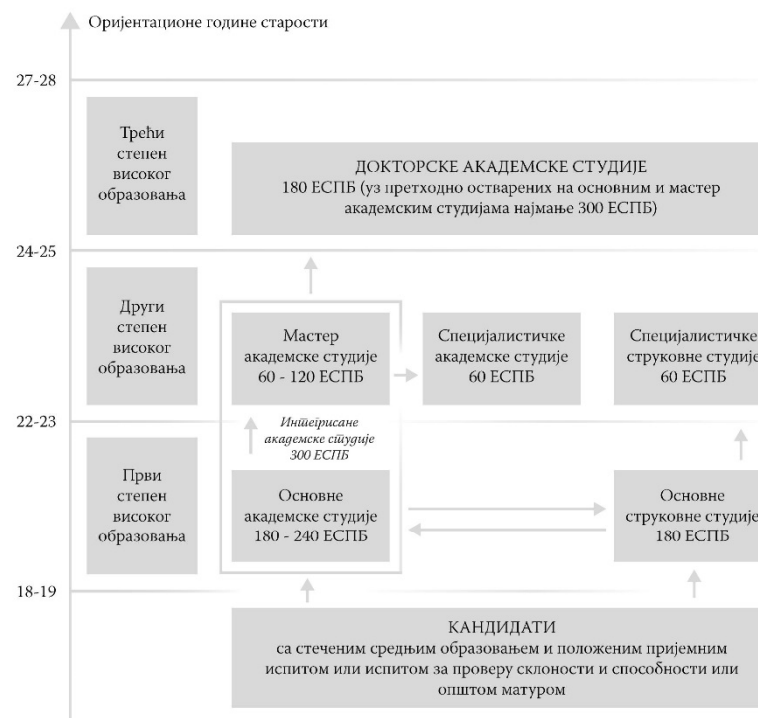 Оријентационе године старости
27-28
Трећи
степен
високог
образовања
ДОКТОРСКЕ АКАДЕМСКЕ СТУДИЈЕ
180 ЕСПБ (уз претходно остварених на основним и мастер
академским студијама најмање 300 ЕСПБ)
24-25
Други
степен
високог
образовања
Мастер
академске студије
60 - 120 ЕСПБ
Специјалистичке
академске студије
60 ЕСПБ
Специјалистичке
струковне студије
60 ЕСПБ
22-23
Интегрисане
академске студије
300 ЕСПБ
Први
степен
високог
образовања
Основне
академске студије
180 - 240 ЕСПБ
Основне
струковне студије
180 ЕСПБ
18-19
КАНДИДАТИ
са стеченим средњим образовањем и положеним пријемним
испитом или испитом за проверу склоности и способности или
општом матуром